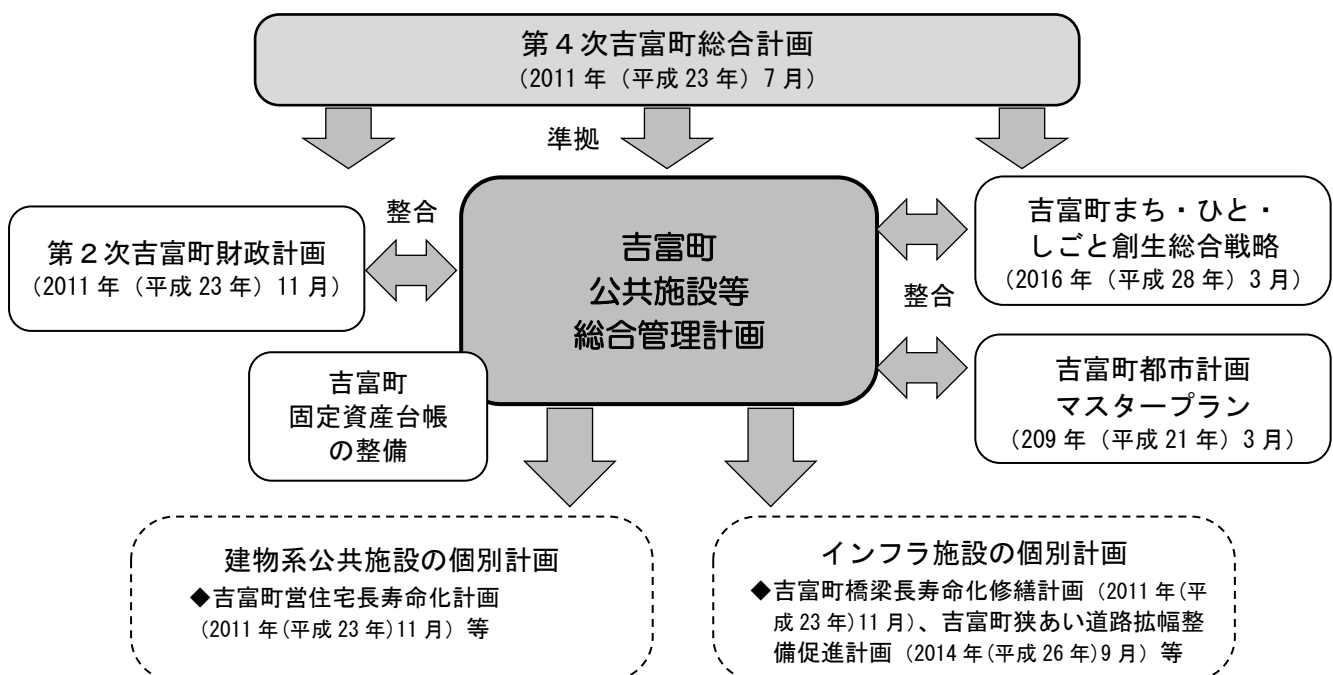 第４次吉富町総合計画
（2011 年（平成 23 年）7 月）
準拠
整合
第２次吉富町財政計画
（2011 年（平成 23 年）11 月）
吉富町
公共施設等
総合管理計画
吉富町まち・ひと・
しごと創生総合戦略
（2016 年（平成 28 年）3 月）
整合
吉富町
固定資産台帳
の整備
吉富町都市計画
マスタープラン
（209 年（平成 21 年）3 月）
建物系公共施設の個別計画
◆吉富町営住宅長寿命化計画
（2011 年(平成 23 年)11 月）等
インフラ施設の個別計画
◆吉富町橋梁長寿命化修繕計画（2011 年(平
成 23 年)11 月）、吉富町狭あい道路拡幅整
備促進計画（2014 年(平成 26 年)9 月）等